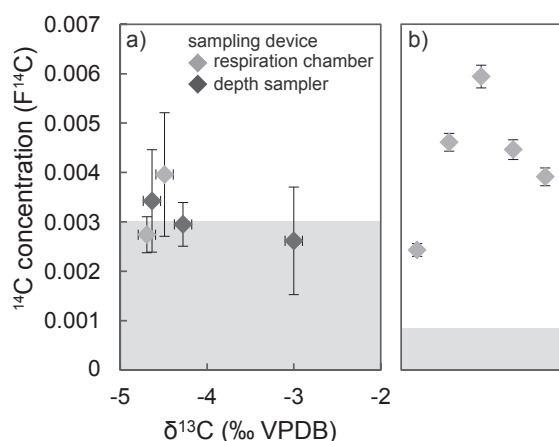 a)
sampling device
respiration chamber
depth sampler
b)
0.007
0.006
0.005
0.004
0.003
0.002
0.001
0
¹⁴C concentration (F¹⁴C)
-5 -4 -3 -2
δ¹³C (‰ VPDB)